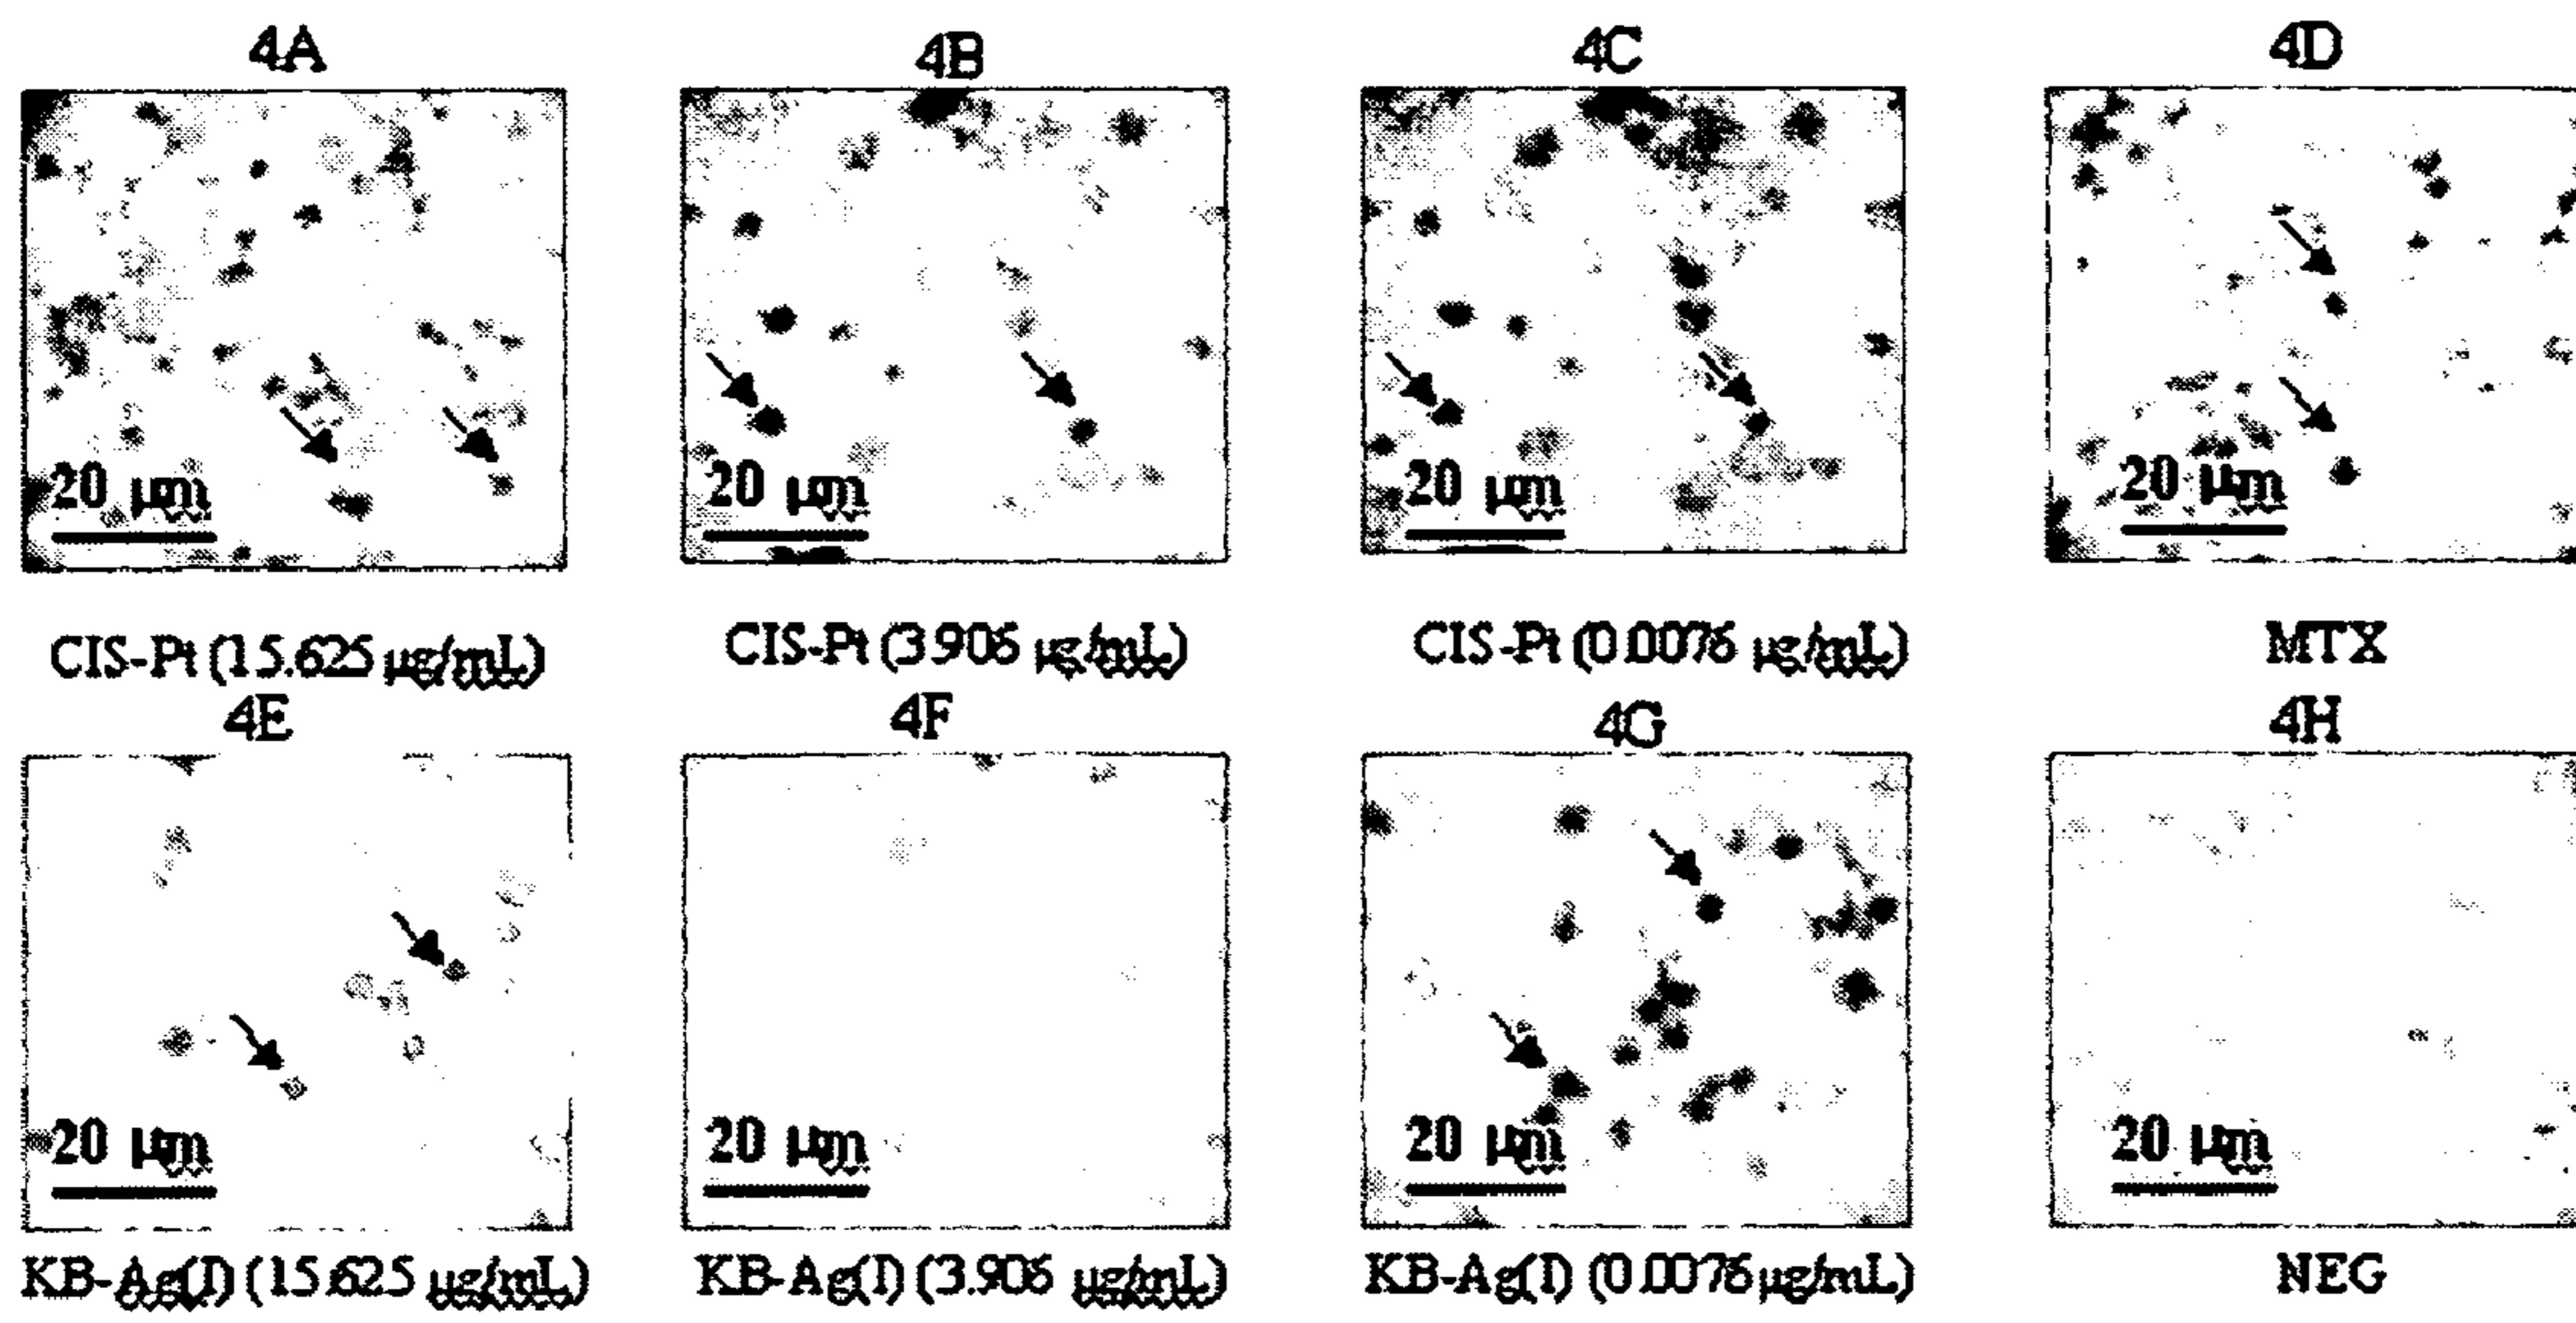 4A 4B 4C 4D
20 µm 20 µm 20 µm 20 µm
CIS-Pt (15.625 µg/mL) CIS-Pt (3.906 µg/mL) CIS-Pt (0.0076 µg/mL) MTX
4E 4F 4G 4H
20 µm 20 µm 20 µm 20 µm
KB-Ag(I) (15.625 µg/mL) KB-Ag(I) (3.906 µg/mL) KB-Ag(I) (0.0076 µg/mL) NEG